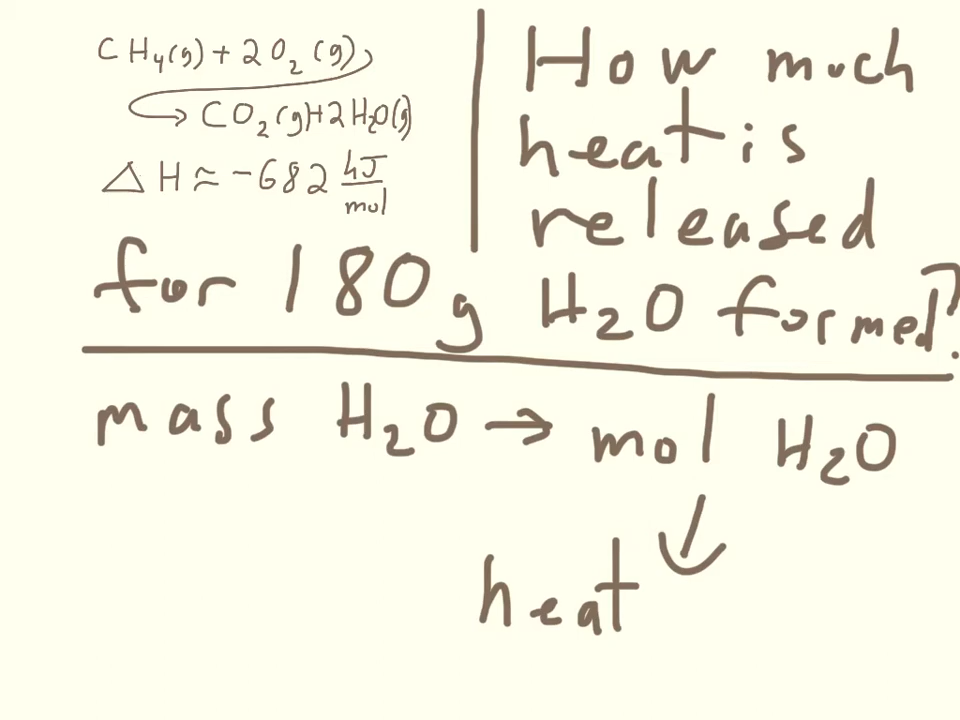 CH₄(g) + 2O₂(g)
→ CO₂(g) + 2H₂O(g)
△H ≈ -682 kJ/mol
How much
heat is
released
for 180g H₂O formed?
mass H₂O → mol H₂O
↓
heat